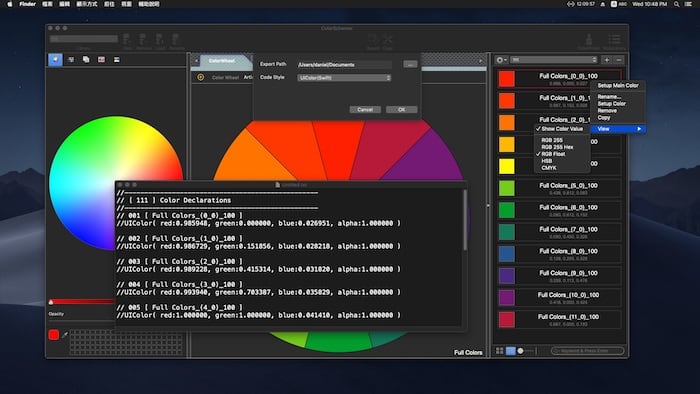 Finder 檔案 編輯 顯示方式 前往 視窗 輔助說明
12:09:57
Wed 10:48 PM
ColorSchemer
Library
ColorWheel
Color Wheel
Export Path
/Users/daniel/Documents
...
Code Style
UIColor(Swift)
Cancel
OK
Full Colors_(0_0)_100
Full Colors_(1_0)_100
Full Colors_(2_0)_100
Setup Main Color
Rename...
Setup Color
Remove
Copy
View
Show Color Value
RGB 255
RGB 255 Hex
RGB Float
HSB
CMYK
Full Colors_(5_0)_100
Full Colors_(6_0)_100
Full Colors_(7_0)_100
Full Colors_(8_0)_100
Full Colors_(9_0)_100
Full Colors_(10_0)_100
Full Colors_(11_0)_100
Untitled.txt
// [ 111 ] Color Declarations
// 001 [ Full Colors_(0_0)_100 ]
//UIColor( red:0.985948, green:0.000000, blue:0.026951, alpha:1.000000 )
// 002 [ Full Colors_(1_0)_100 ]
//UIColor( red:0.986729, green:0.151856, blue:0.028218, alpha:1.000000 )
// 003 [ Full Colors_(2_0)_100 ]
//UIColor( red:0.989228, green:0.415314, blue:0.031820, alpha:1.000000 )
// 004 [ Full Colors_(3_0)_100 ]
//UIColor( red:0.993940, green:0.703387, blue:0.035829, alpha:1.000000 )
// 005 [ Full Colors_(4_0)_100 ]
//UIColor( red:1.000000, green:1.000000, blue:0.041410, alpha:1.000000 )
Opacity
Full Colors
Keyword & Press Enter